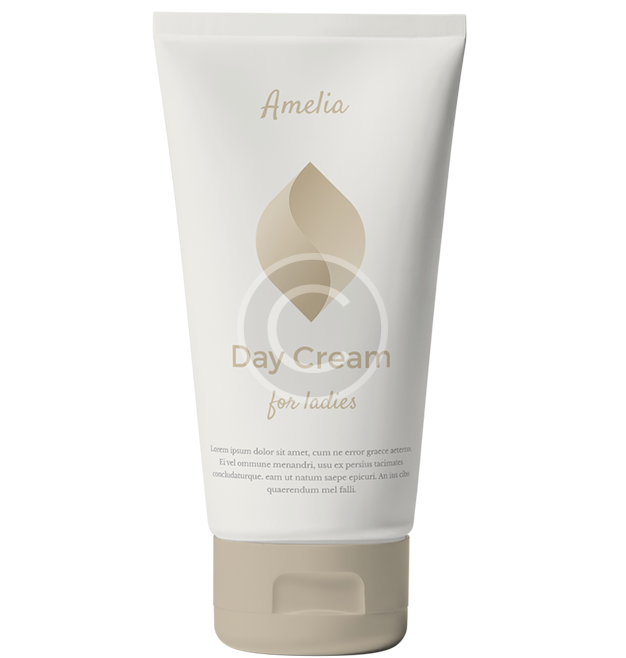 Amelia
Day Cream
for ladies
Lorem ipsum dolor sit amet, cum ne error graece aeterno.
Ei vel ommune menandri, usu ex persius tacimates
concludaturque, eam ut natum saepe epicuri. An ius cibo
quaerendum mel falli.